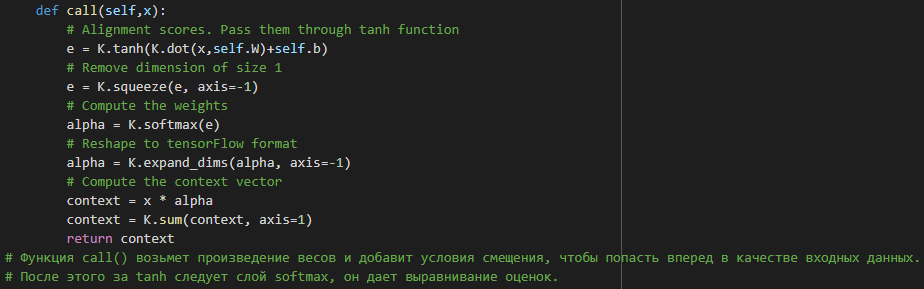 def call(self,x):
# Alignment scores. Pass them through tanh function
e = K.tanh(K.dot(x,self.W)+self.b)
# Remove dimension of size 1
e = K.squeeze(e, axis=-1)
# Compute the weights
alpha = K.softmax(e)
# Reshape to tensorFlow format
alpha = K.expand_dims(alpha, axis=-1)
# Compute the context vector
context = x * alpha
context = K.sum(context, axis=1)
return context
# Функция call() возьмет произведение весов и добавит условия смещения, чтобы попасть вперед в качестве входных данных.
# После этого за tanh следует слой softmax, он дает выравнивание оценок.